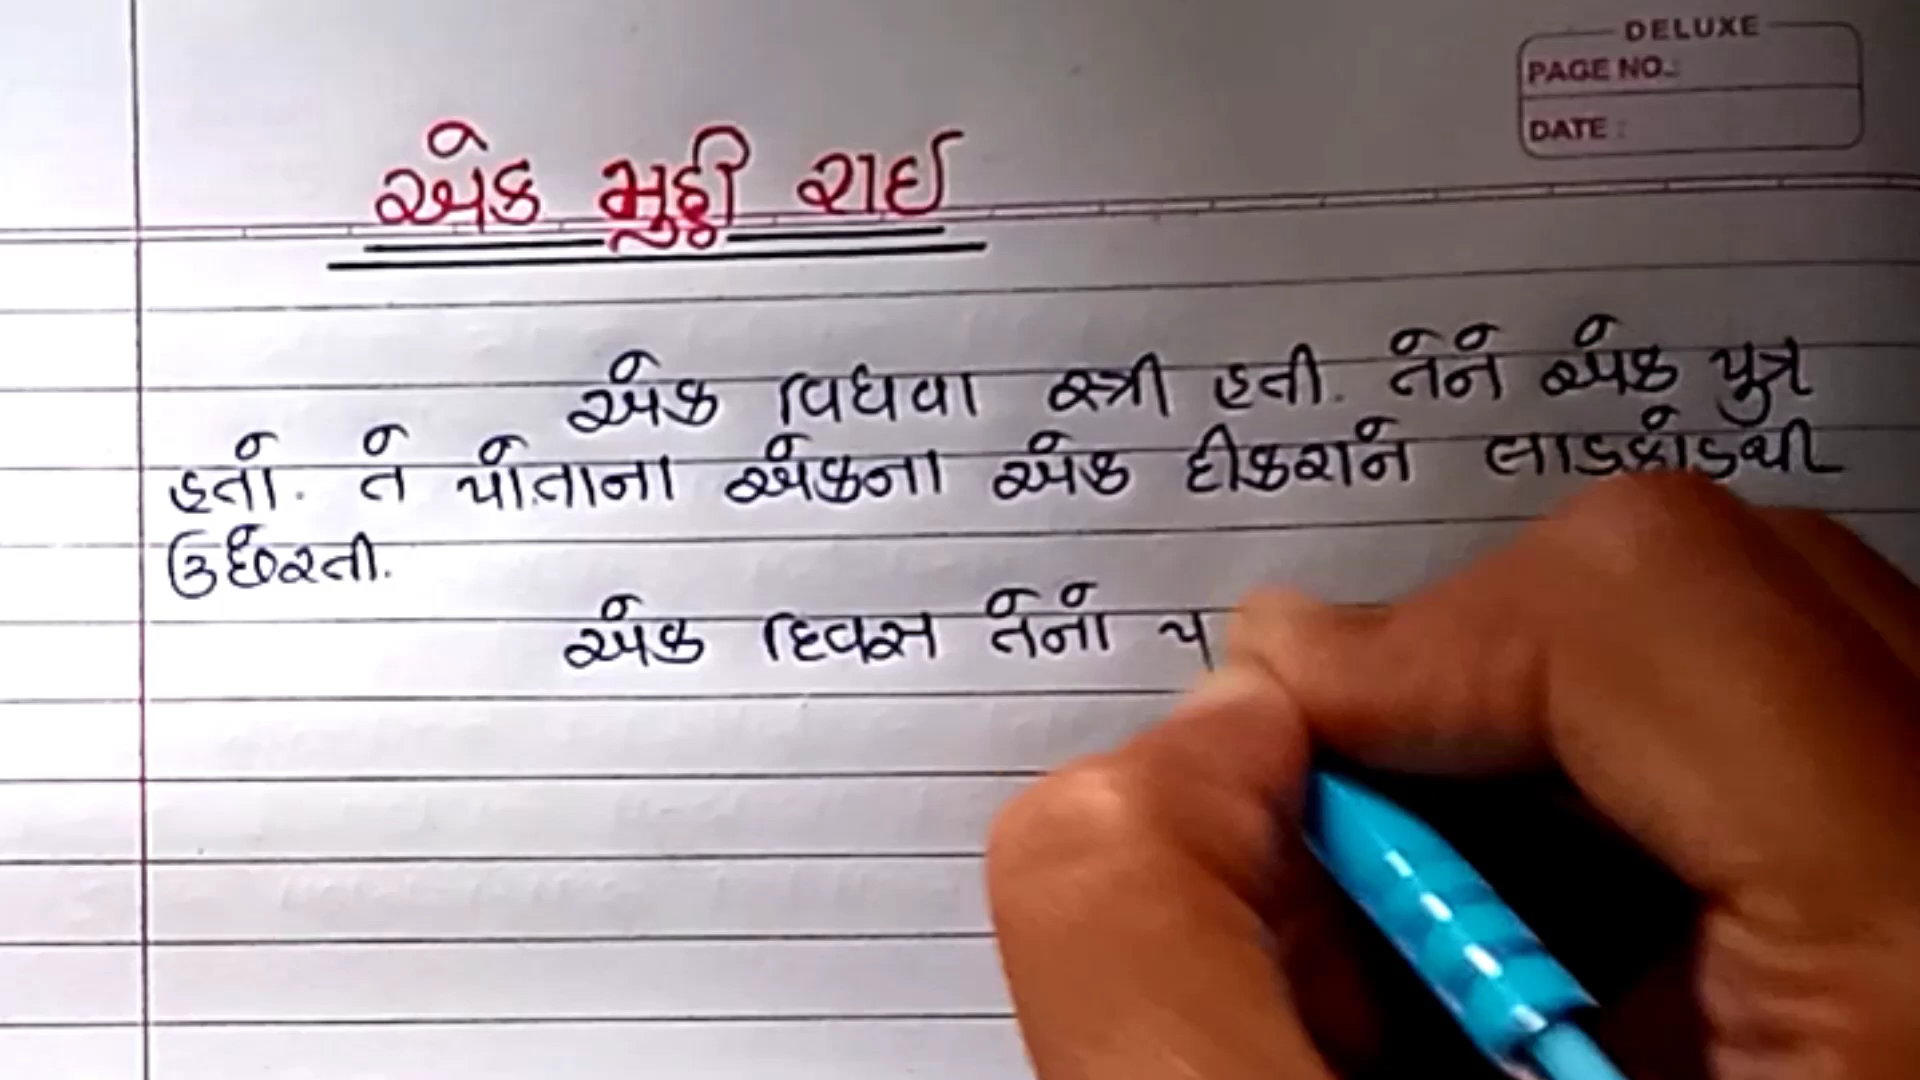 DELUXE
PAGE NO.:
DATE :
એક મુઠ્ઠી રાઈ
એક વિધવા સ્ત્રી હતી. તેને એક પુત્ર
હતો. તે પોતાના એકના એક દીકરાને લાડકોડથી
ઉછેરતી.
એક દિવસ તેનો પ